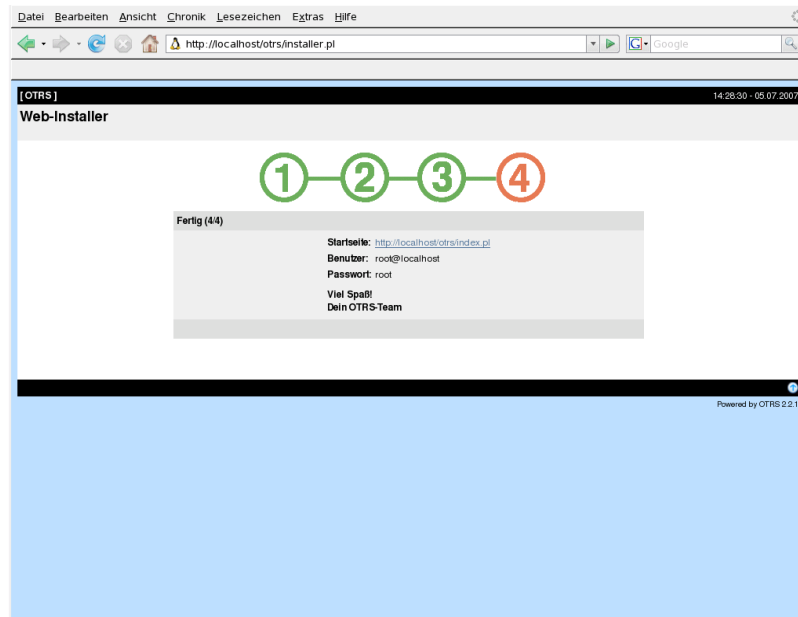 Datei Bearbeiten Ansicht Chronik Lesezeichen Extras Hilfe
http://localhost/otrs/installer.pl
G Google
[ OTRS ] 14:28:30 - 05.07.2007
Web-Installer
1 2 3 4
Fertig (4/4)
Startseite: http://localhost/otrs/index.pl
Benutzer: root@localhost
Passwort: root
Viel Spaß!
Dein OTRS-Team
Powered by OTRS 2.2.1